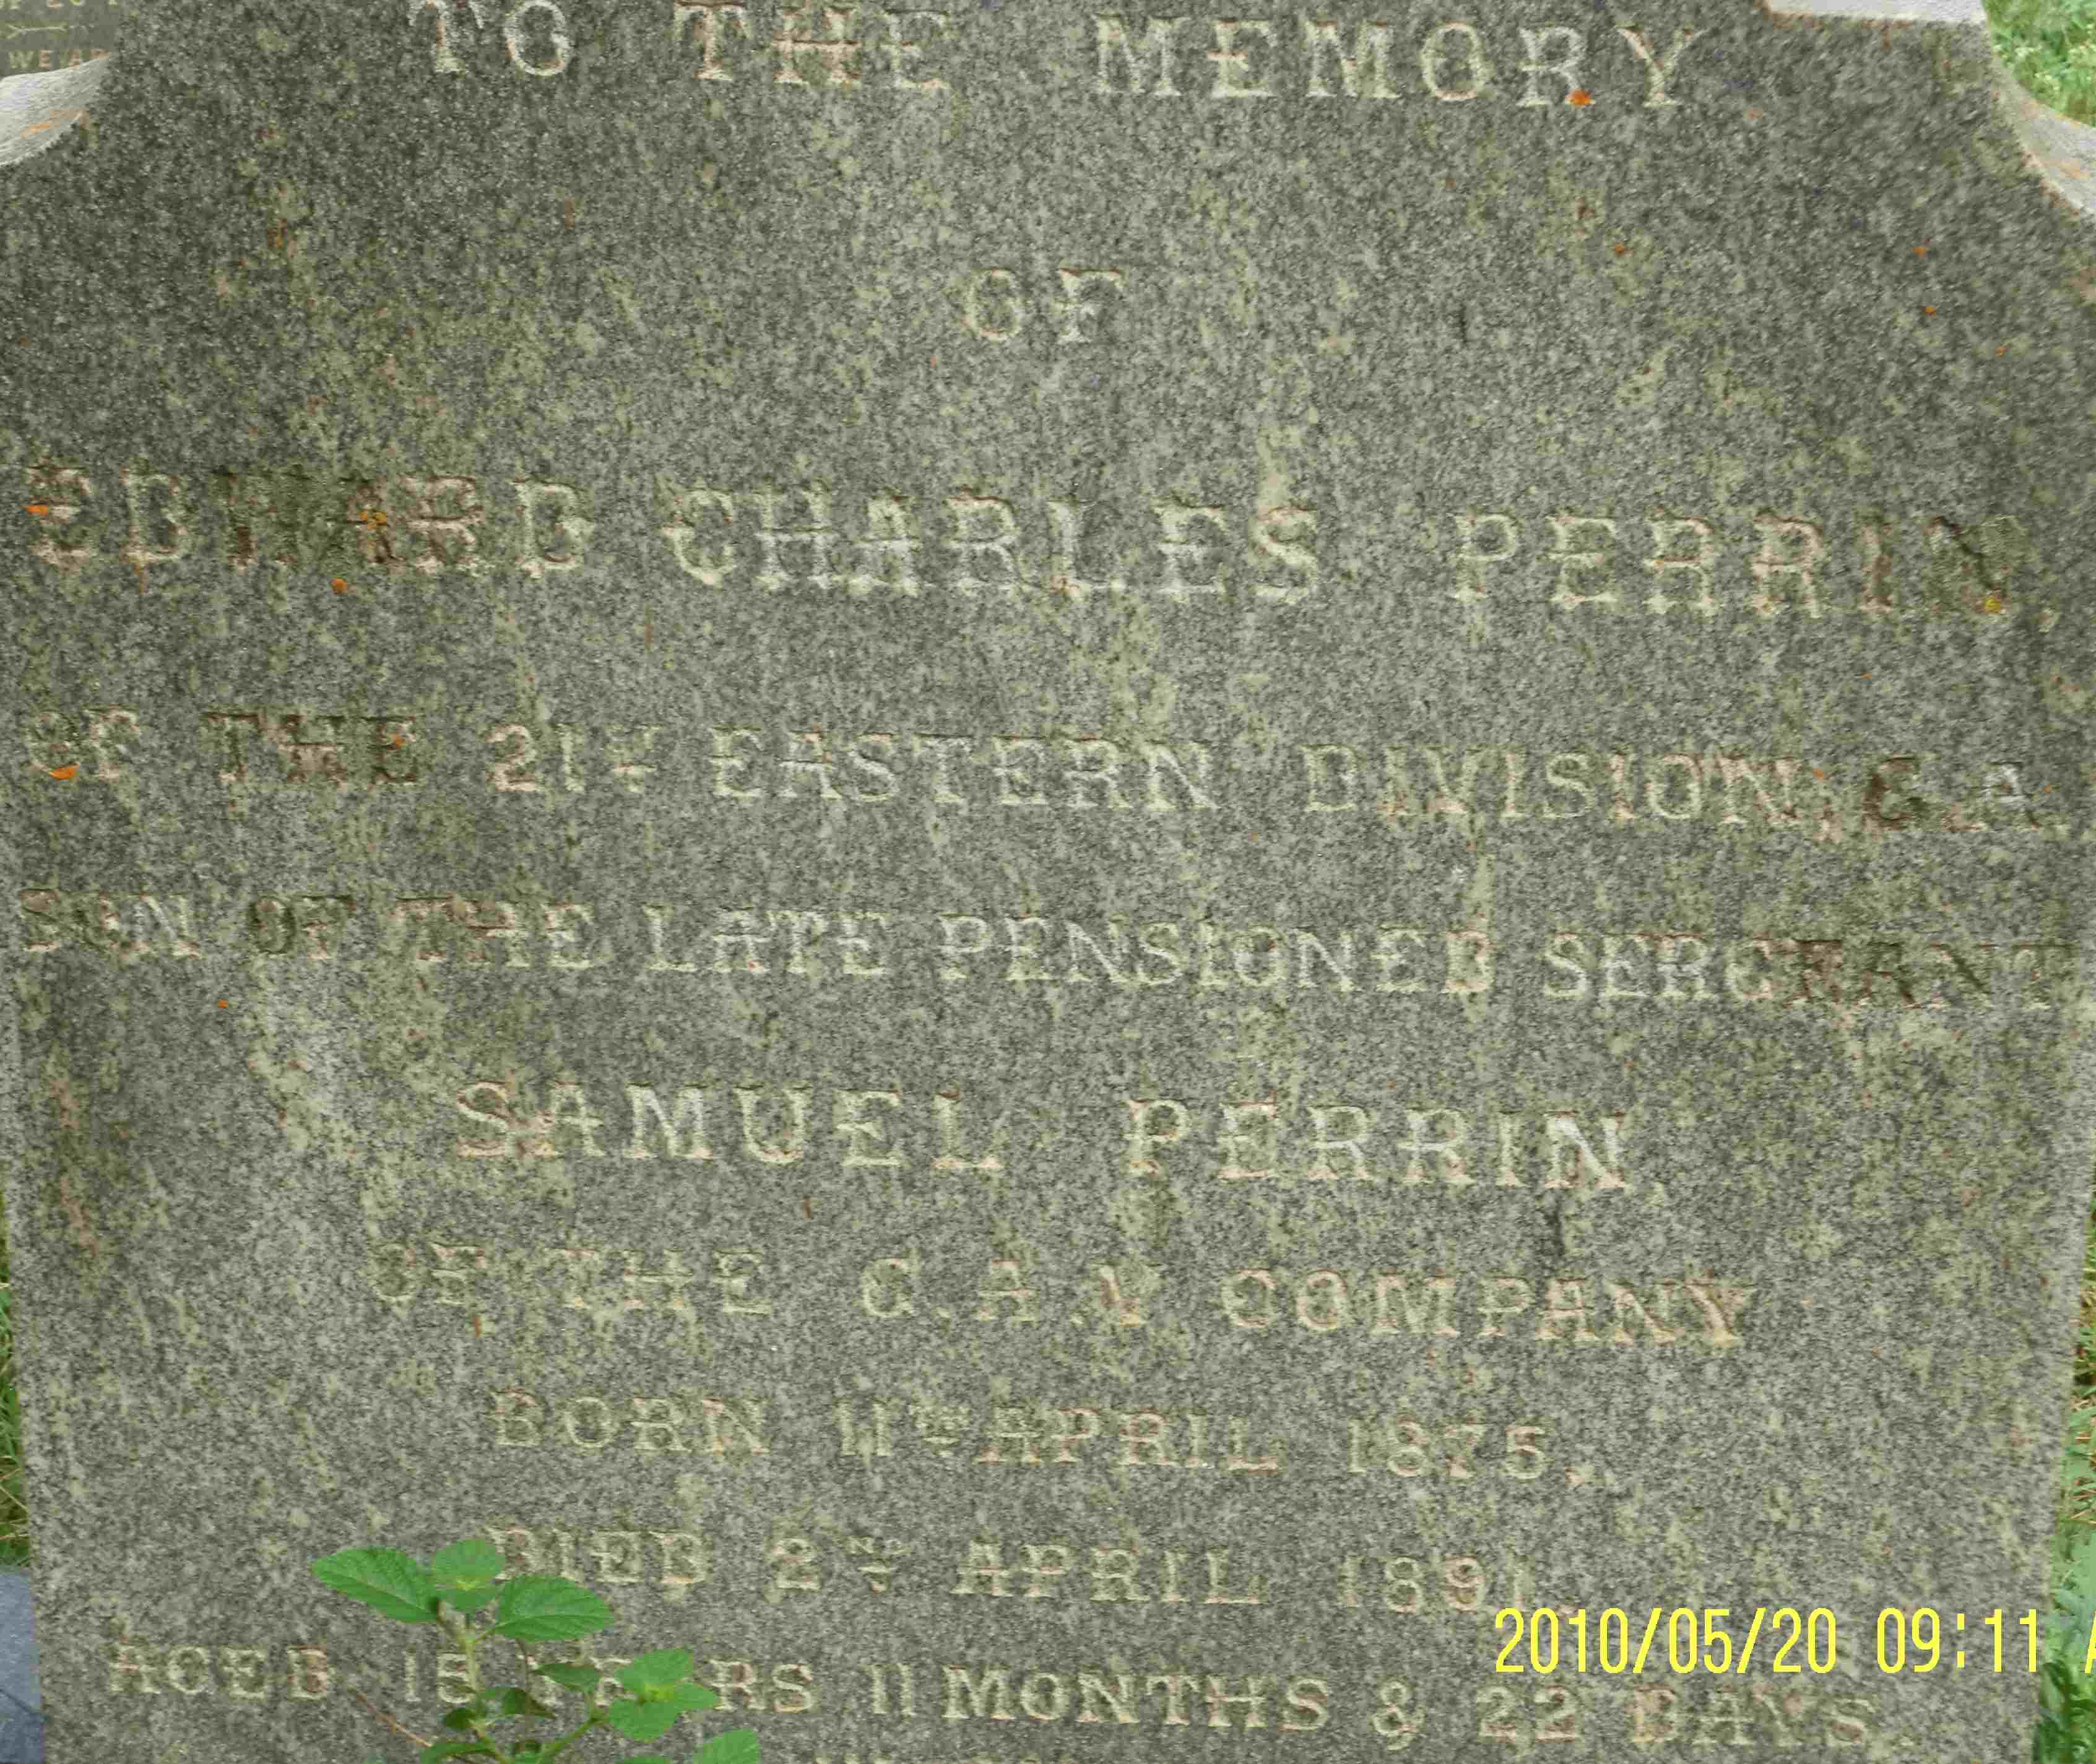 TO THE MEMORY
OF
EDWARD CHARLES PERRIN,
OF THE 21ST EASTERN DIVISION, G.A.
SON OF THE LATE PENSIONED SERGEANT
SAMUEL PERRIN
OF THE C.A.V COMPANY
BORN 11TH APRIL 1875.
DIED 2ND APRIL 1891.
AGED 15 YEARS 11 MONTHS & 22 DAYS.
2010/05/20 09:11